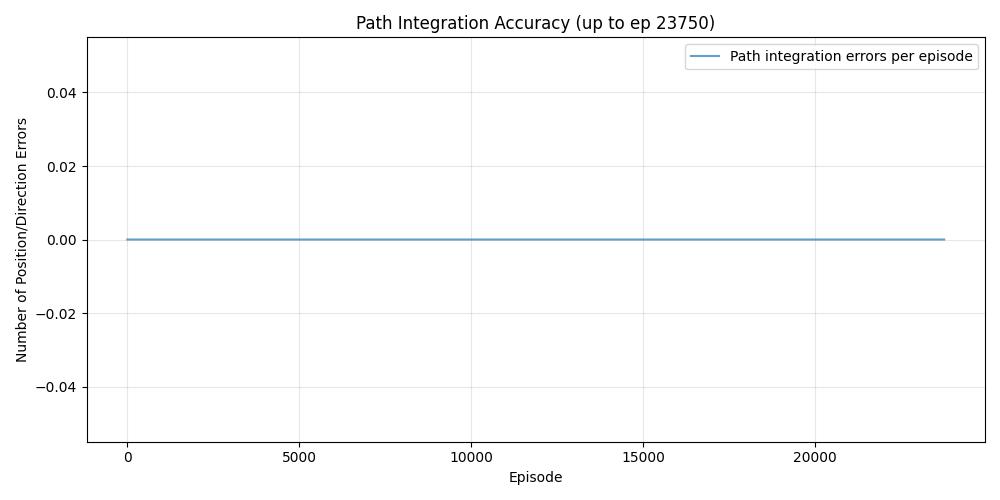 Path Integration Accuracy (up to ep 23750)
Path integration errors per episode
Number of Position/Direction Errors
0.04
0.02
0.00
−0.02
−0.04
0 5000 10000 15000 20000
Episode